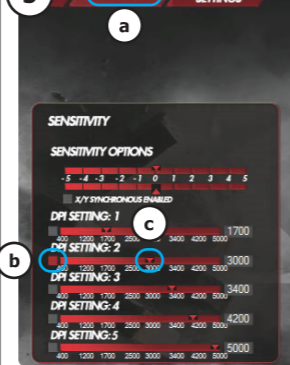 SETTINGS
a
SENSITIVITY
SENSITIVITY OPTIONS
-5 -4 -3 -2 -1 0 1 2 3 4 5
X/Y SYNCHRONOUS ENABLED
DPI SETTING: 1
c
400 1200 1700 2500 3000 3400 4200 5000 1700
DPI SETTING: 2
b
400 1200 1700 2500 3000 3400 4200 5000 3000
DPI SETTING: 3
400 1200 1700 2500 3000 3400 4200 5000 3400
DPI SETTING: 4
400 1200 1700 2500 3000 3400 4200 5000 4200
DPI SETTING: 5
400 1200 1700 2500 3000 3400 4200 5000 5000